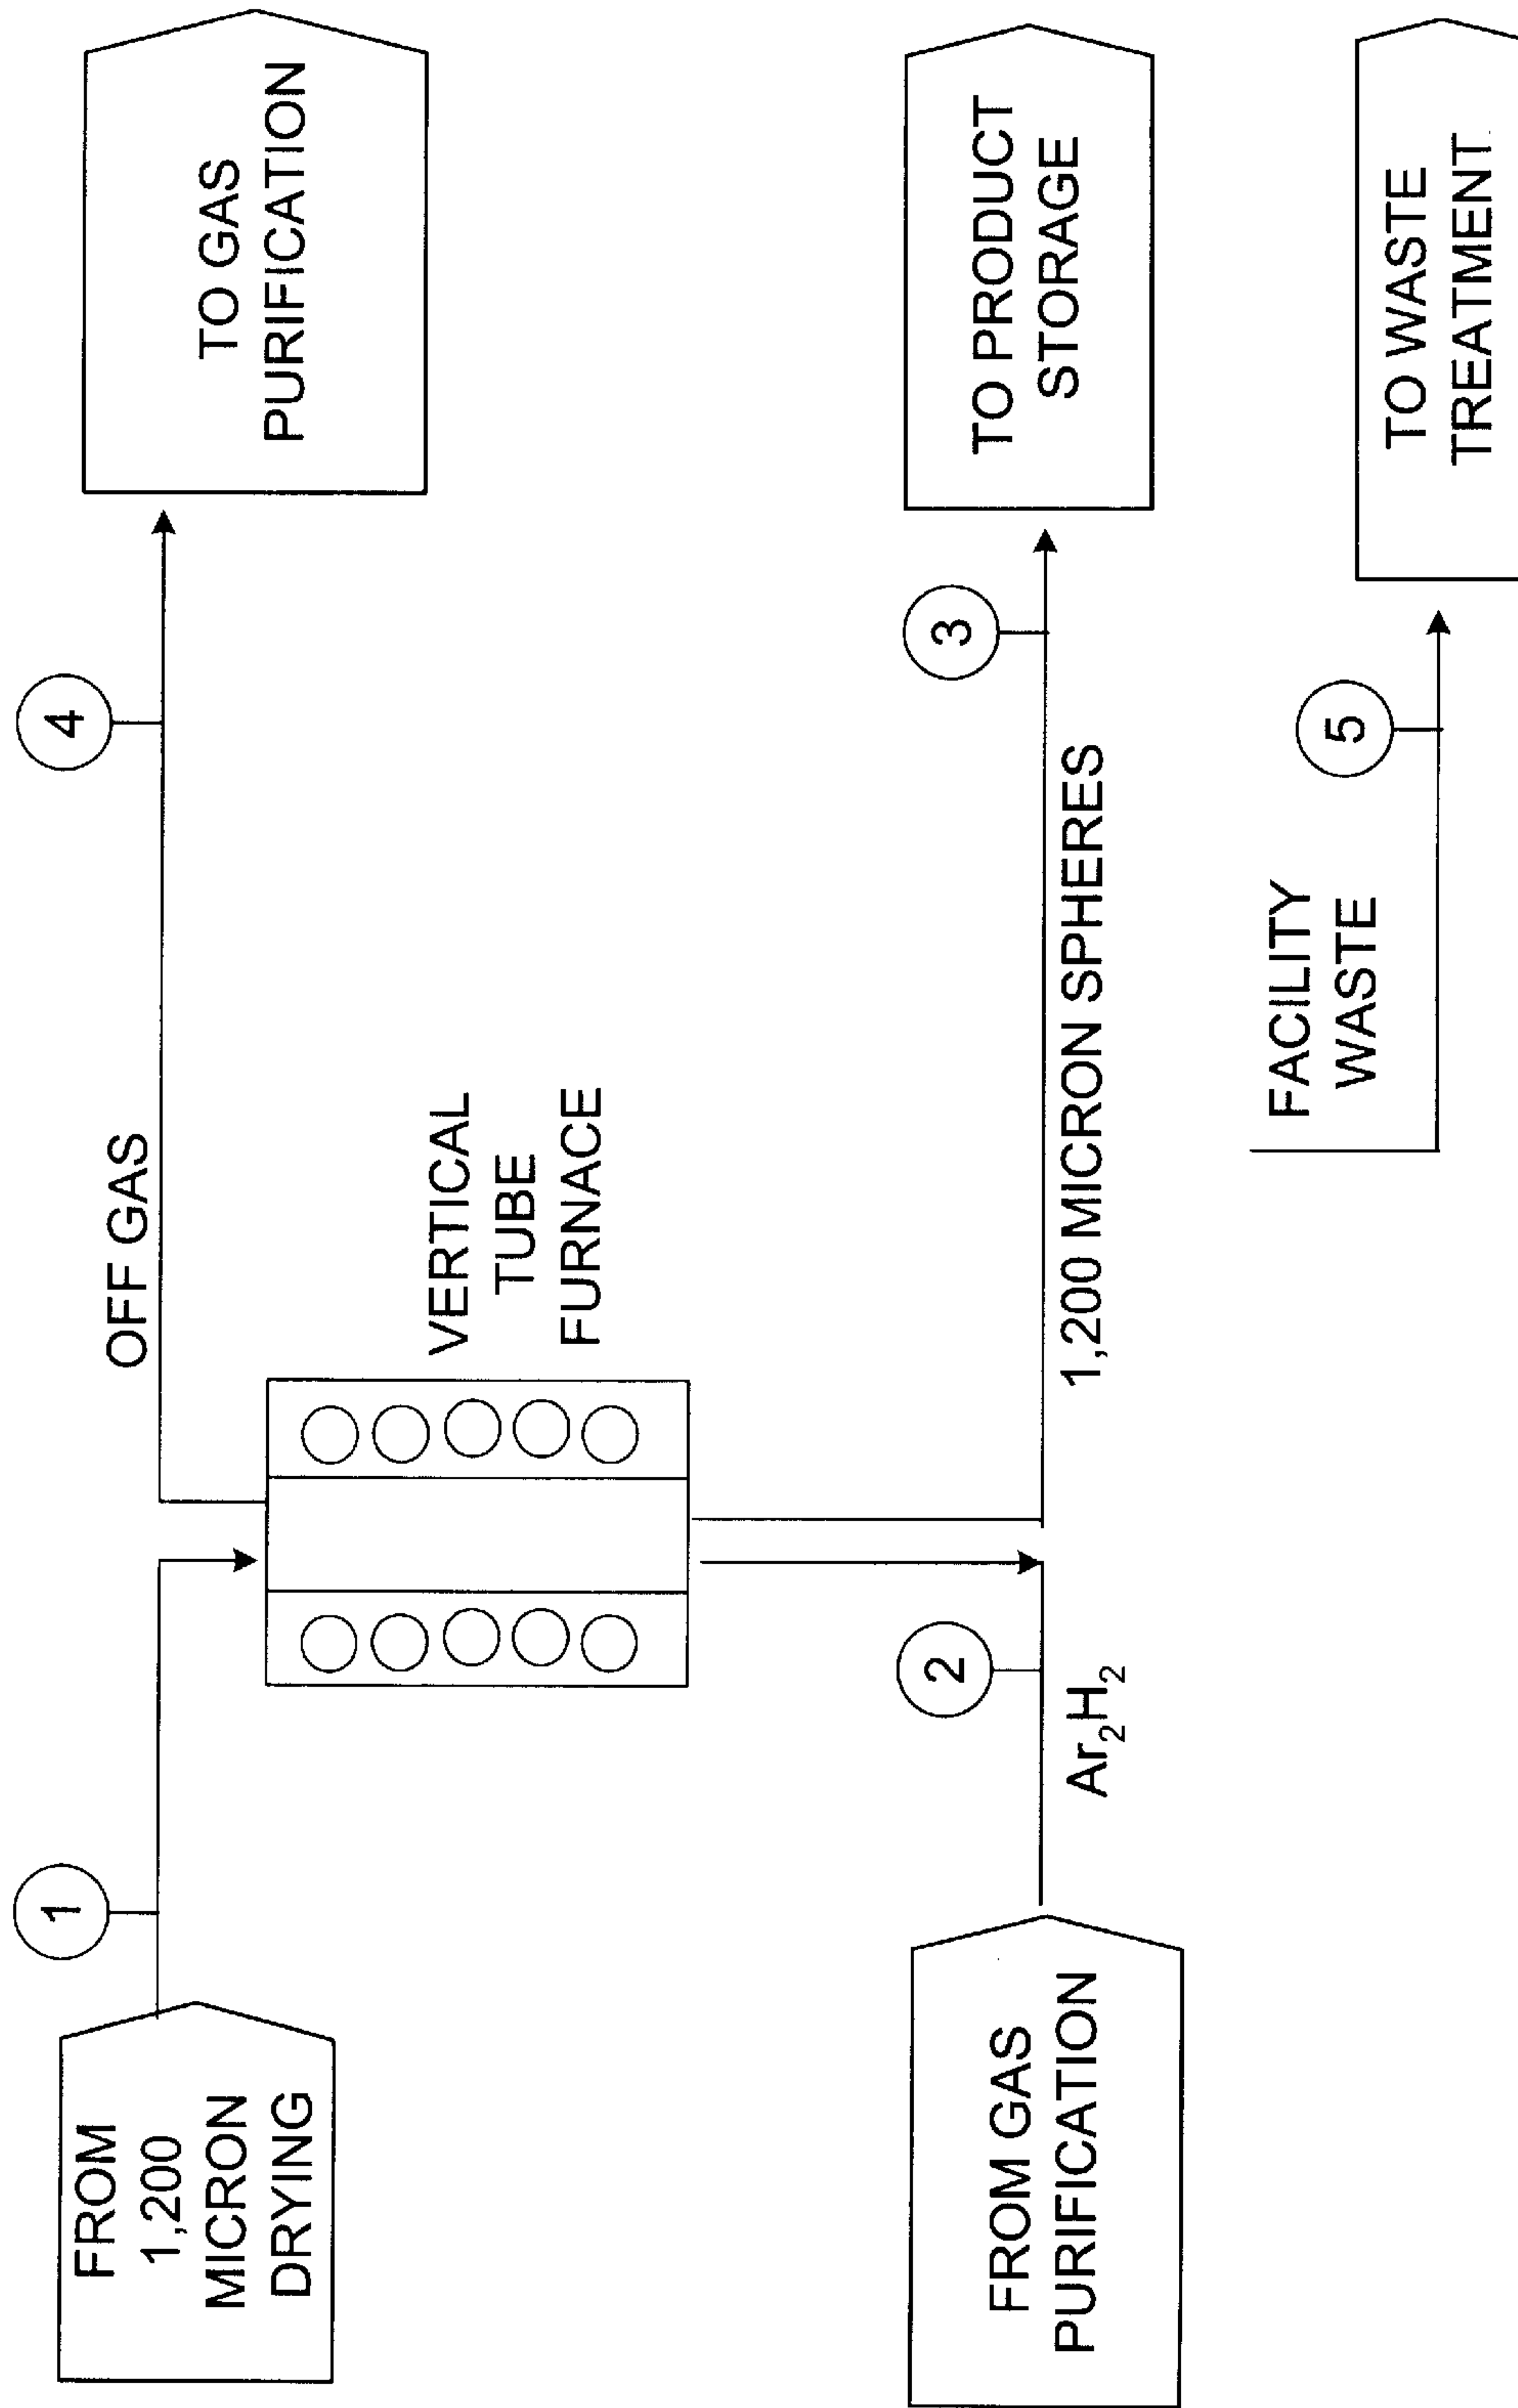 FROM
1,200
MICRON
DRYING
1
OFF GAS
4
TO GAS
PURIFICATION
VERTICAL
TUBE
FURNACE
FROM GAS
PURIFICATION
2
Ar₂H₂
1,200 MICRON SPHERES
3
TO PRODUCT
STORAGE
FACILITY
WASTE
5
TO WASTE
TREATMENT